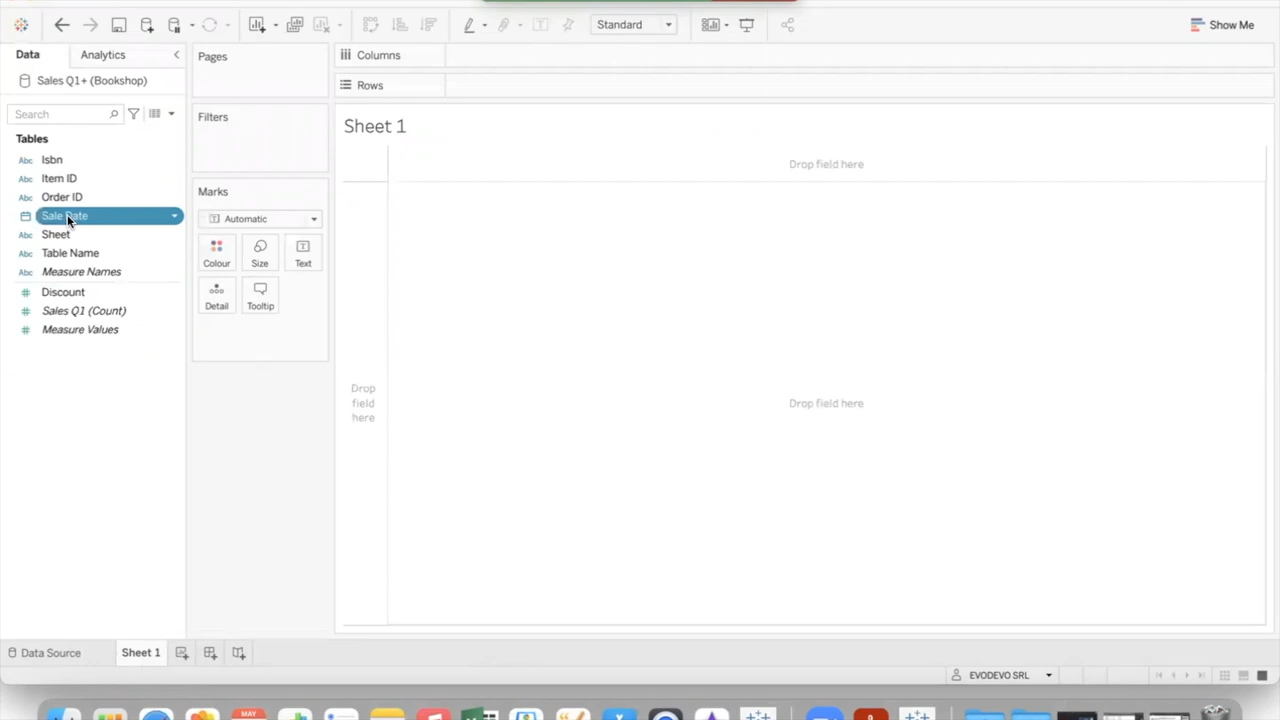 Standard
Show Me
Data
Analytics
Pages
Columns
Sales Q1+ (Bookshop)
Rows
Search
Filters
Sheet 1
Tables
Abc Isbn
Drop field here
Abc Item ID
Abc Order ID
Marks
Sale Date
Automatic
Abc Sheet
Abc Table Name
Colour
Size
Text
Abc Measure Names
Discount
Detail
Tooltip
Sales Q1 (Count)
Measure Values
Drop
field
here
Drop field here
Data Source
Sheet 1
EVODEVO SRL
MAY